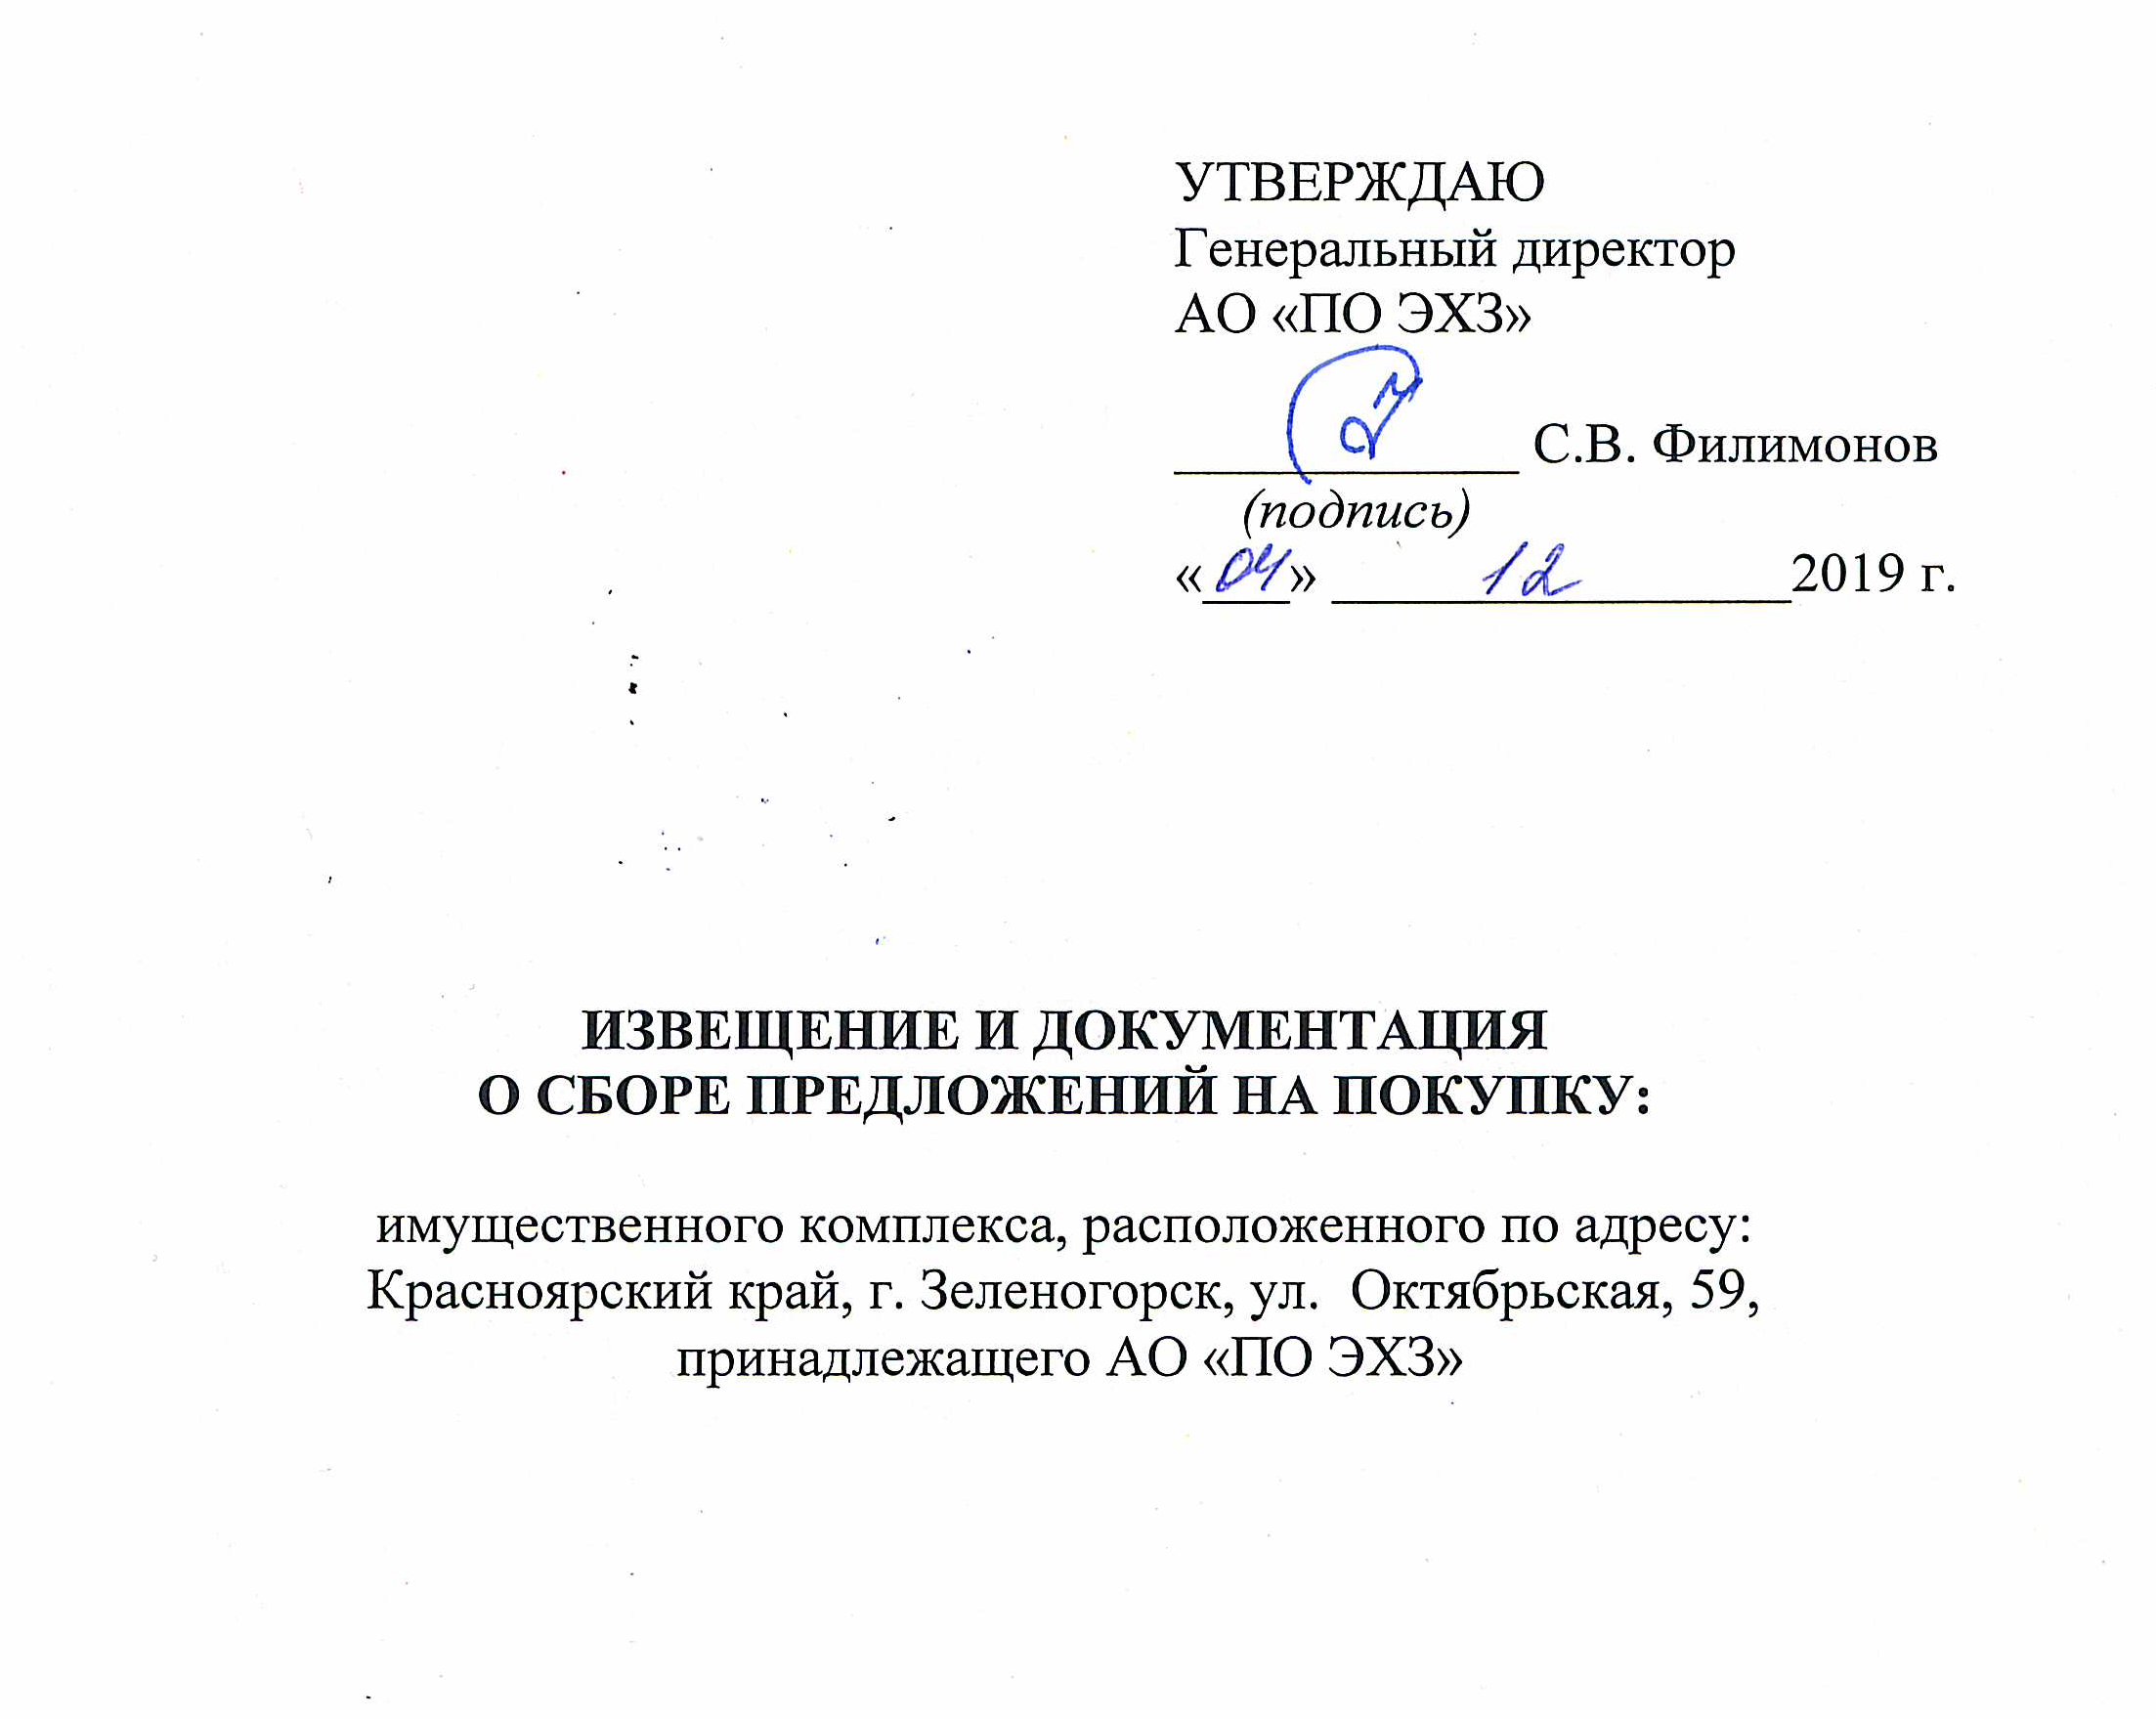 УТВЕРЖДАЮ
Генеральный директор
АО «ПО ЭХЗ»
С.В. Филимонов
(подпись)
«04» 12 2019 г.
ИЗВЕЩЕНИЕ И ДОКУМЕНТАЦИЯ
О СБОРЕ ПРЕДЛОЖЕНИЙ НА ПОКУПКУ:
имущественного комплекса, расположенного по адресу:
Красноярский край, г. Зеленогорск, ул. Октябрьская, 59,
принадлежащего АО «ПО ЭХЗ»